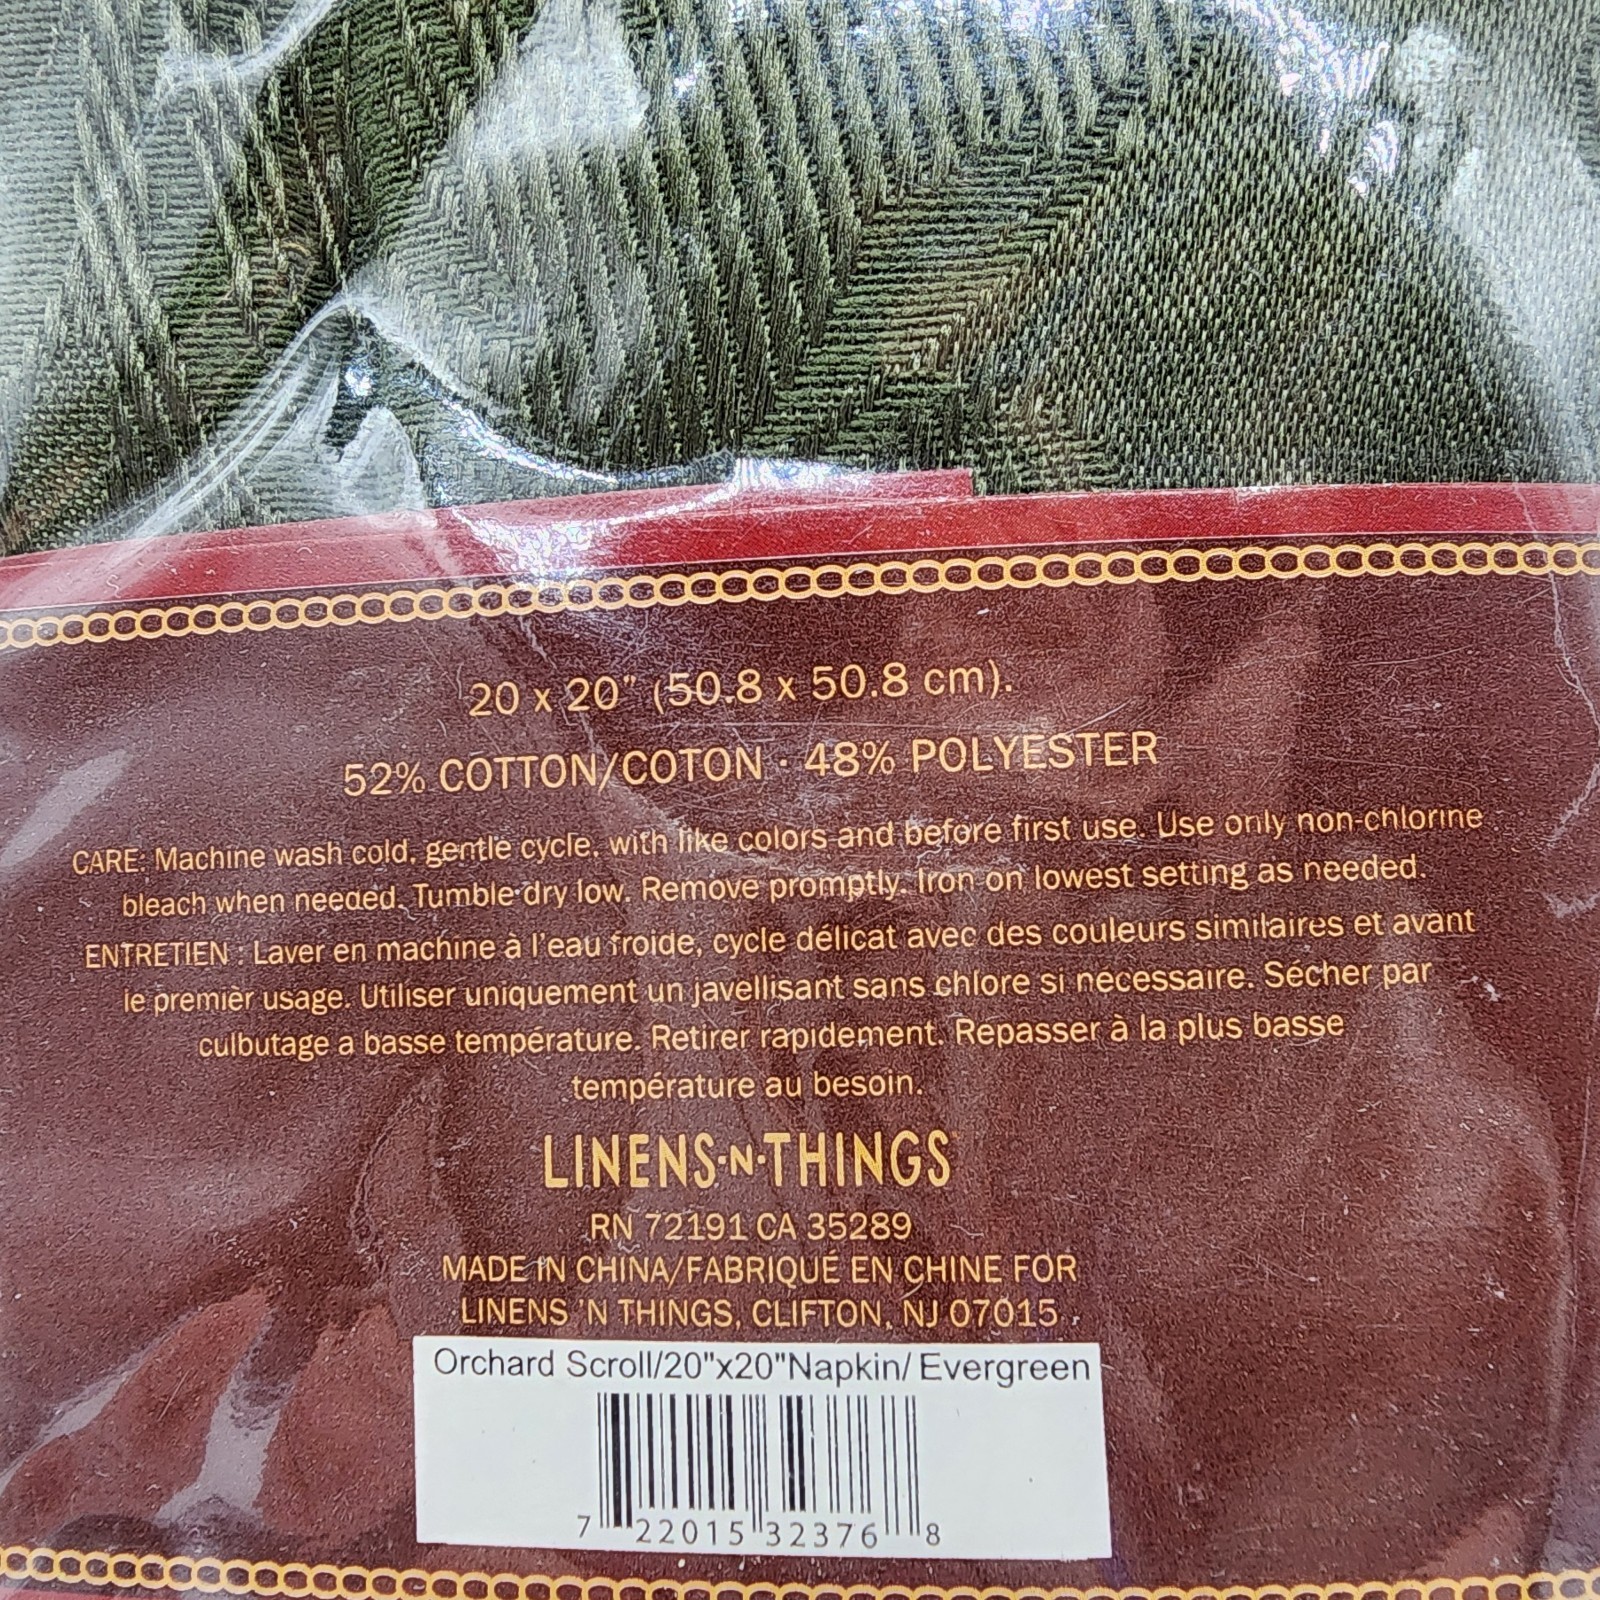 20 x 20" (50.8 x 50.8 cm).
52% COTTON/COTON · 48% POLYESTER
CARE: Machine wash cold, gentle cycle, with like colors and before first use. Use only non-chlorine
bleach when needed. Tumble dry low. Remove promptly. Iron on lowest setting as needed.
ENTRETIEN : Laver en machine à l'eau froide, cycle délicat avec des couleurs similaires et avant
le premier usage. Utiliser uniquement un javellisant sans chlore si necessaire. Sécher par
culbutage a basse température. Retirer rapidement. Repasser à la plus basse
température au besoin.
LINENS·N·THINGS
RN 72191 CA 35289
MADE IN CHINA/FABRIQUÉ EN CHINE FOR
LINENS 'N THINGS, CLIFTON, NJ 07015
Orchard Scroll/20"x20"Napkin/ Evergreen
7 22015 32376 8